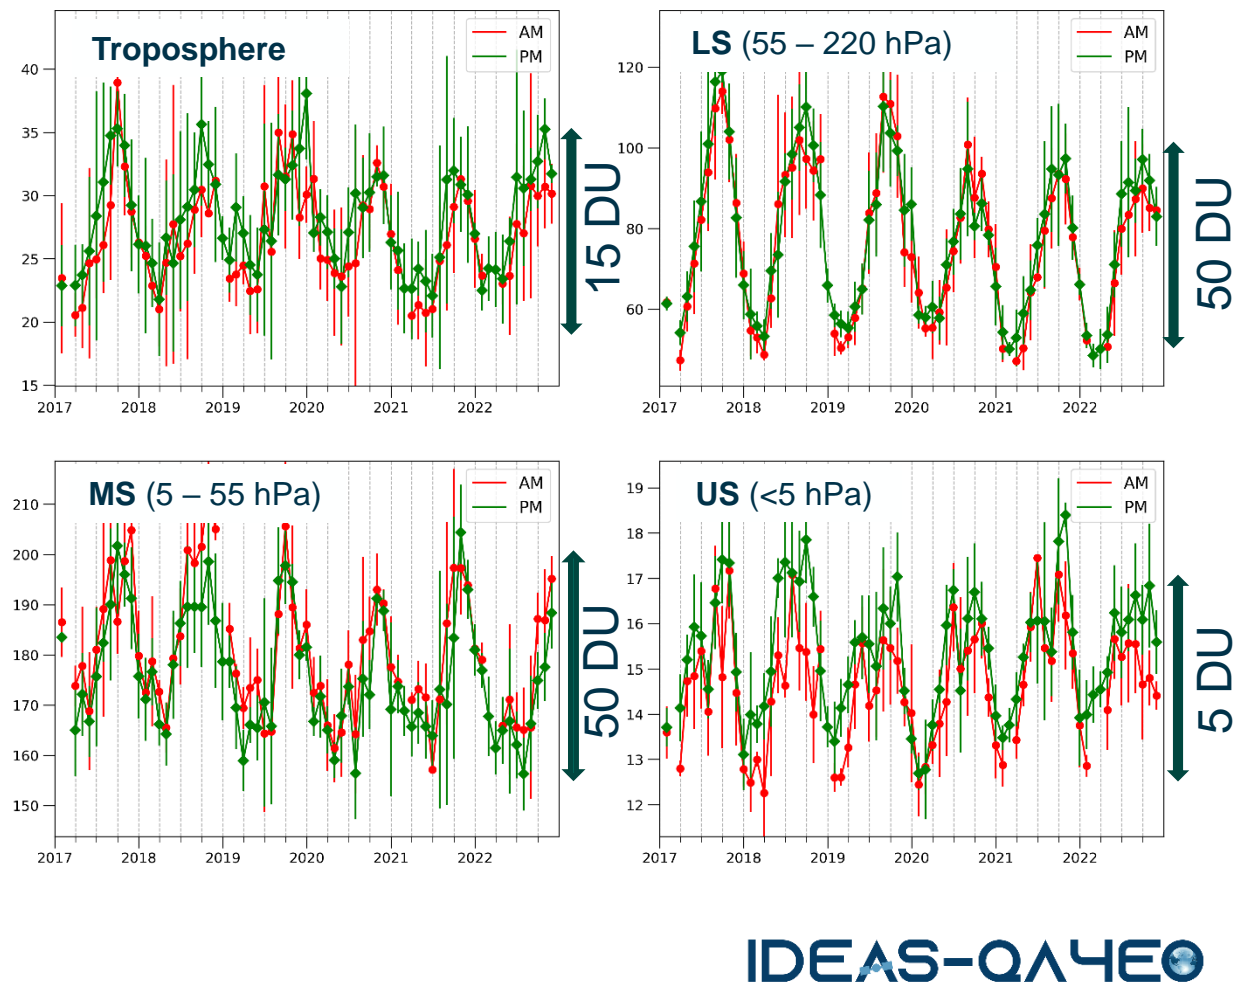 Troposphere
AM
PM
40
35
30
25
20
15
2017
2018
2019
2020
2021
2022
15 DU
LS (55 – 220 hPa)
AM
PM
120
100
80
60
2017
2018
2019
2020
2021
2022
50 DU
MS (5 – 55 hPa)
AM
PM
210
200
190
180
170
160
150
2017
2018
2019
2020
2021
2022
50 DU
US (<5 hPa)
AM
PM
19
18
17
16
15
14
13
12
2017
2018
2019
2020
2021
2022
5 DU
IDEAS-QA4EO